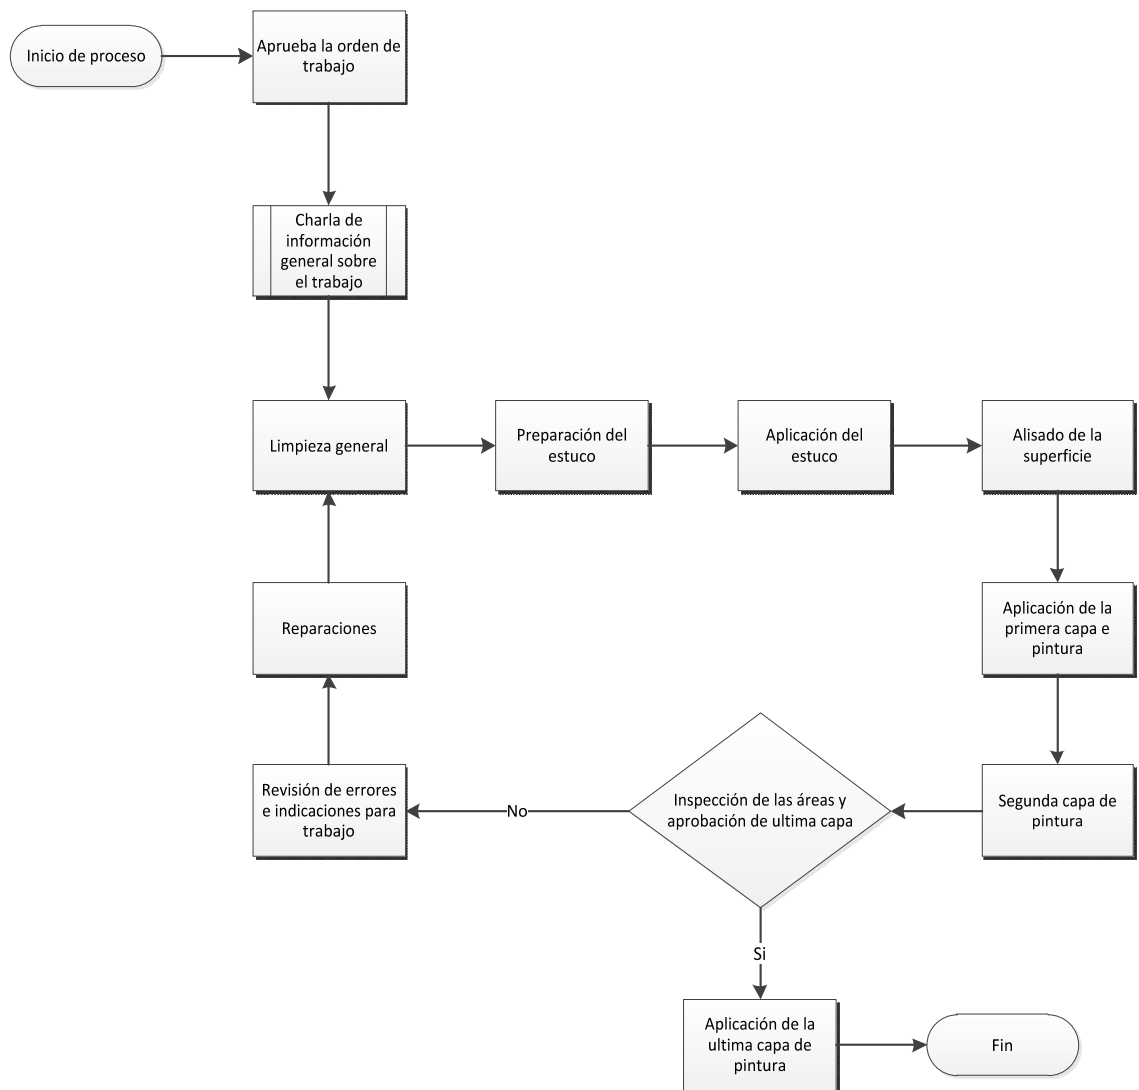 Inicio de proceso
Aprueba la orden de
trabajo
Charla de
información
general sobre
el trabajo
Limpieza general
Preparación del
estuco
Aplicación del
estuco
Alisado de la
superficie
Aplicación de la
primera capa e
pintura
Segunda capa de
pintura
Inspección de las áreas y
aprobación de ultima capa
No
Revisión de errores
e indicaciones para
trabajo
Reparaciones
Si
Aplicación de la
ultima capa de
pintura
Fin